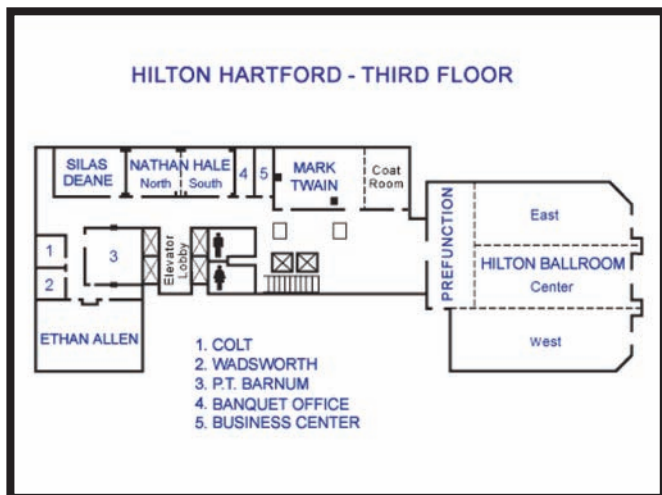 HILTON HARTFORD - THIRD FLOOR
SILAS
DEANE
NATHAN HALE
North
South
4
5
MARK
TWAIN
Coat
Room
1
2
3
Elevator
Lobby
PREFUNCTION
East
HILTON BALLROOM
Center
West
ETHAN ALLEN
1. COLT
2. WADSWORTH
3. P.T. BARNUM
4. BANQUET OFFICE
5. BUSINESS CENTER